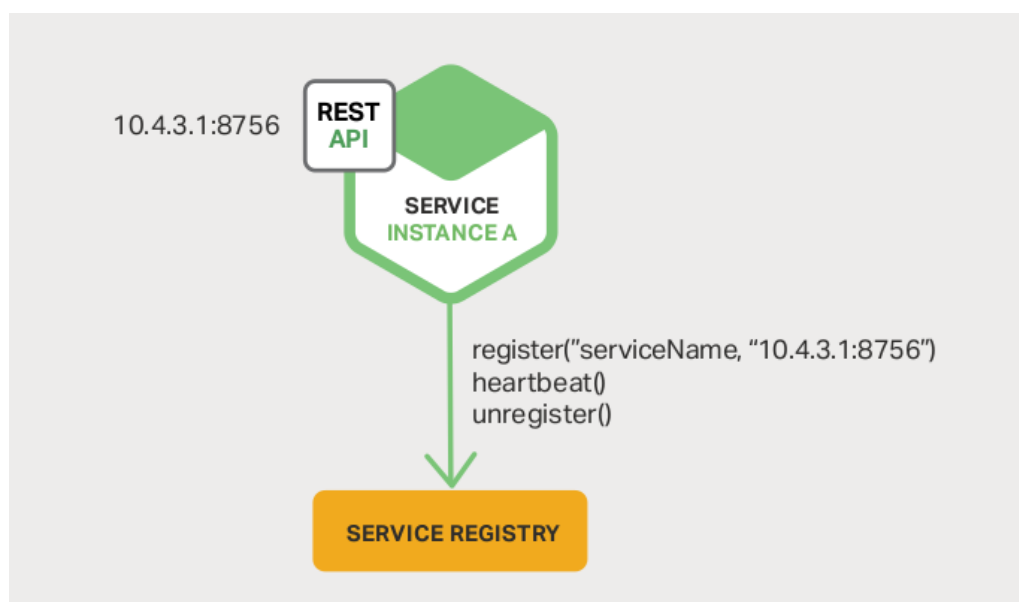 10.4.3.1:8756
REST
API
SERVICE
INSTANCE A
register(”serviceName, “10.4.3.1:8756”)
heartbeat()
unregister()
SERVICE REGISTRY